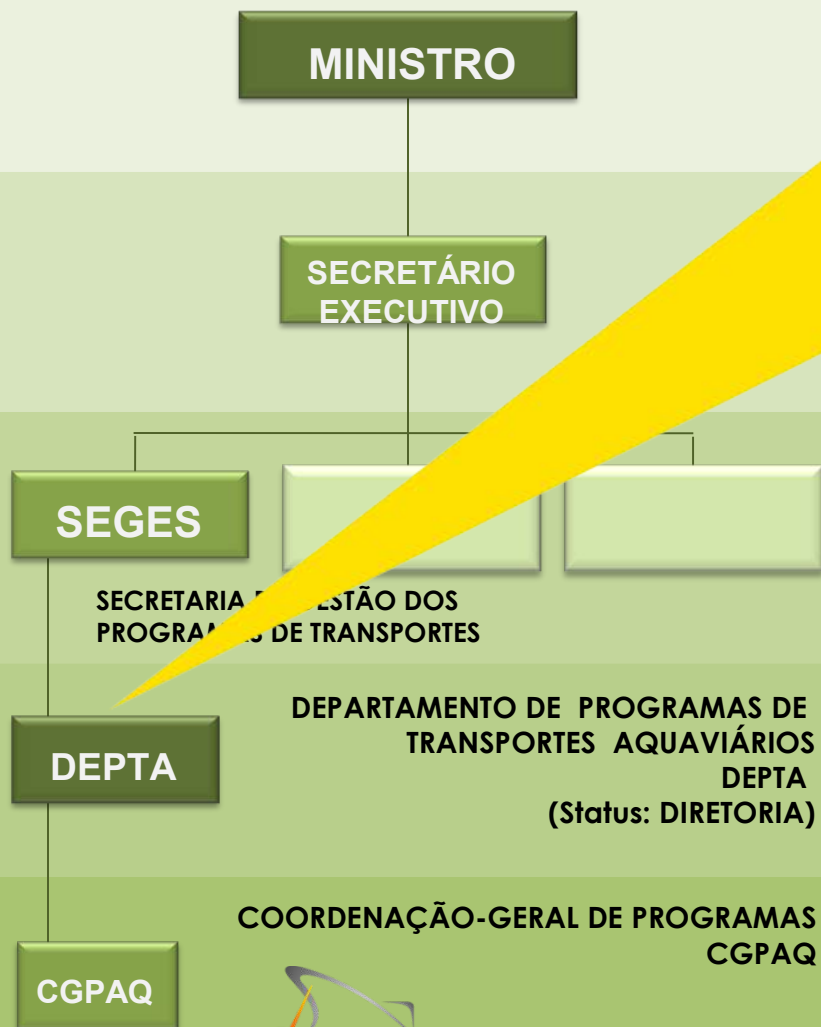 MINISTRO
SECRETÁRIO
EXECUTIVO
SEGES
SECRETARIA ESTÃO DOS
PROGRAMAS DE TRANSPORTES
DEPARTAMENTO DE PROGRAMAS DE
TRANSPORTES AQUAVIÁRIOS
DEPTA
(Status: DIRETORIA)
DEPTA
COORDENAÇÃO-GERAL DE PROGRAMAS
CGPAQ
CGPAQ